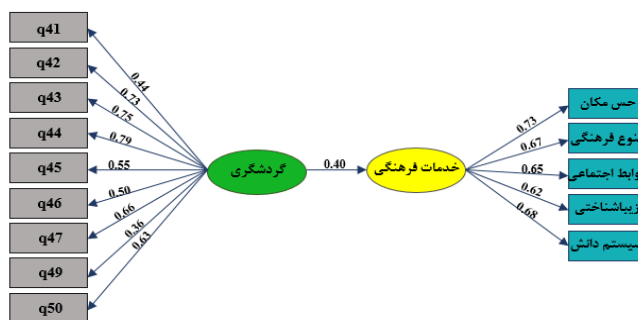 q41
q42
q43
q44
q45
q46
q47
q49
q50
0.44
0.73
0.75
0.79
0.55
0.50
0.66
0.36
0.63
گردشگری
0.40
خدمات فرهنگی
0.73
0.67
0.65
0.62
0.68
حس مکان
نوع فرهنگی
وابط اجتماعی
زیباشناختی
سیستم دانش